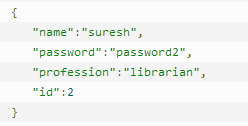 {
"name":"suresh",
"password":"password2",
"profession":"librarian",
"id":2
}